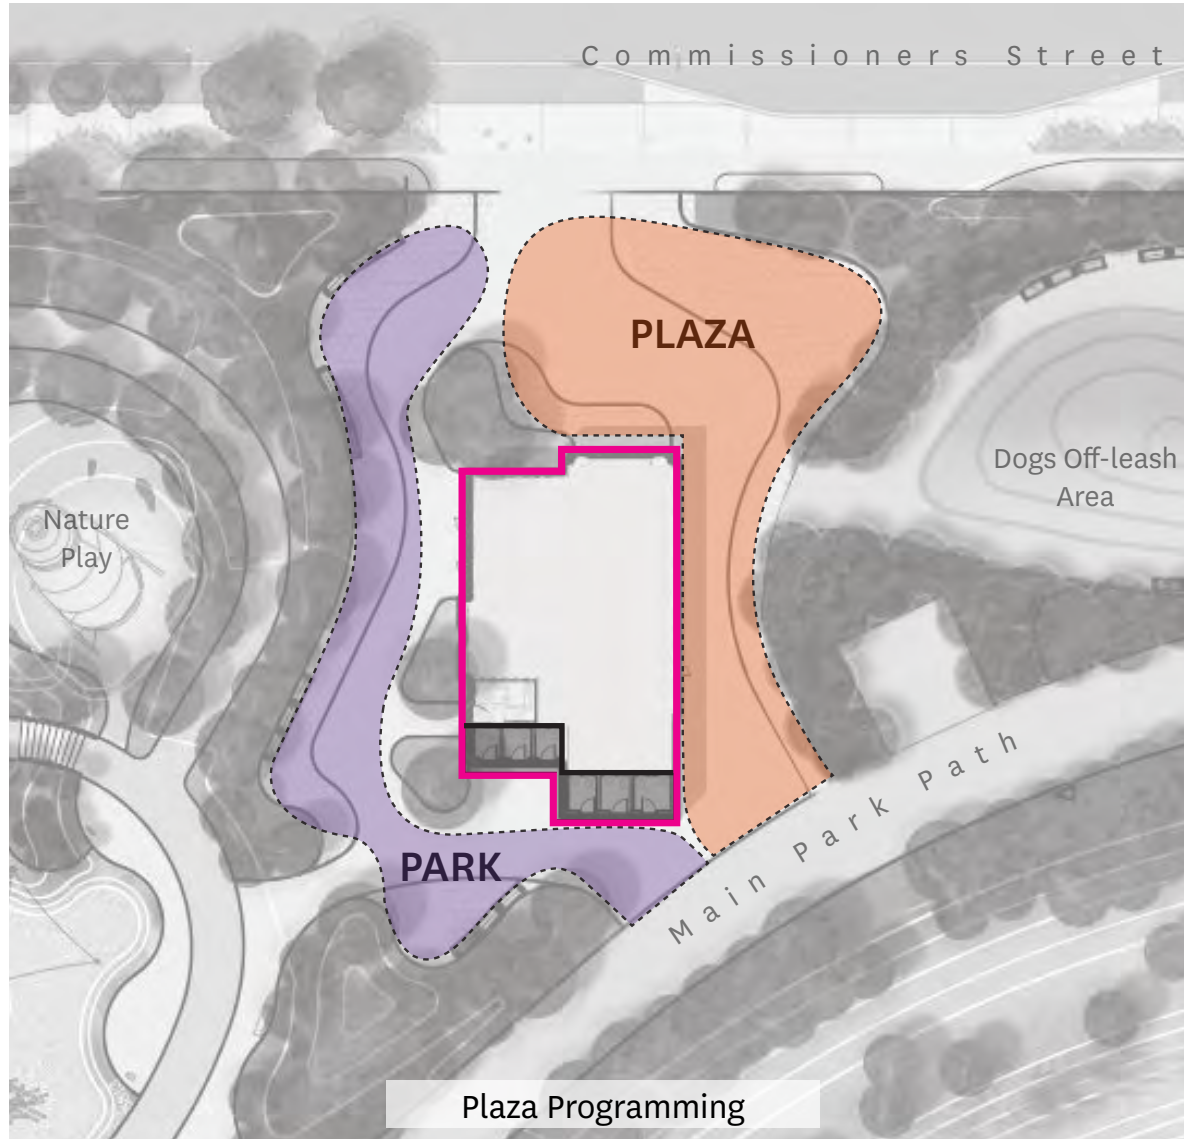 Commissioners Street
PLAZA
Dogs Off-leash
Area
Nature
Play
Main Park Path
PARK
Plaza Programming